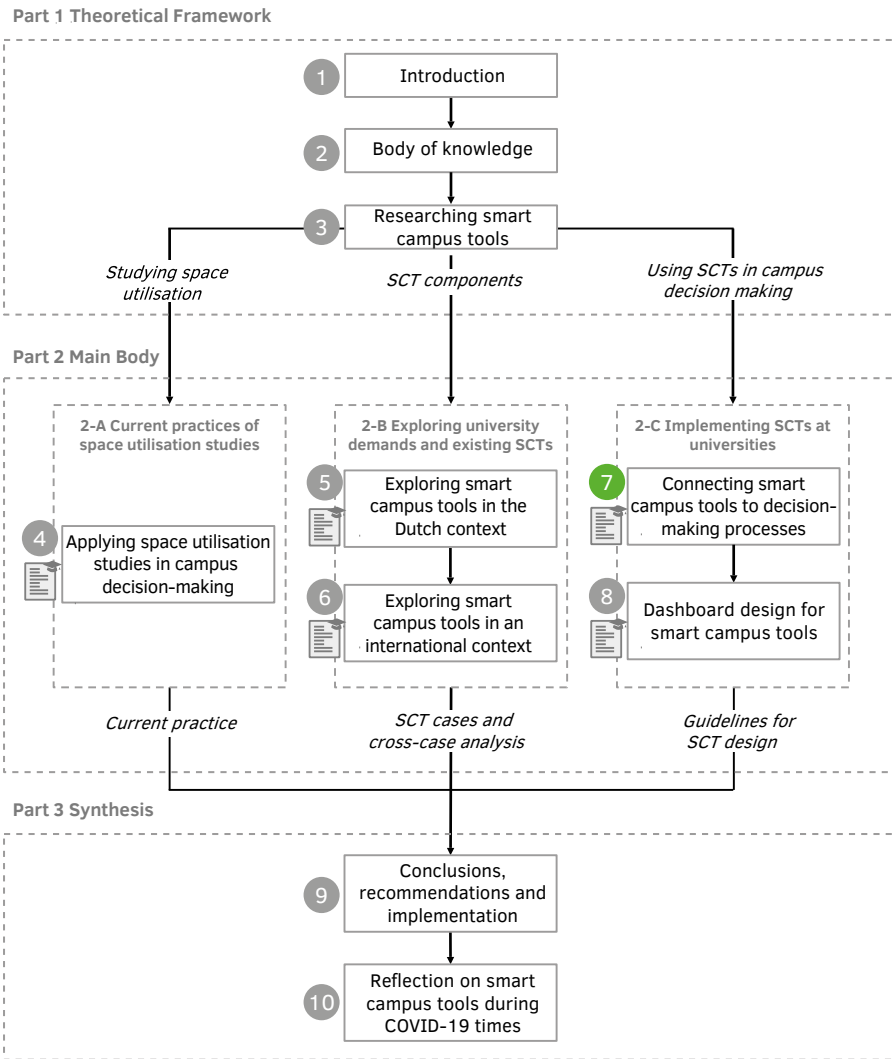 Part 1 Theoretical Framework
1
Introduction
2
Body of knowledge
3
Researching smart
campus tools
Studying space
utilisation
SCT components
Using SCTs in campus
decision making
Part 2 Main Body
2-A Current practices of
space utilisation studies
4
Applying space utilisation
studies in campus
decision-making
2-B Exploring university
demands and existing SCTs
5
Exploring smart
campus tools in the
Dutch context
6
Exploring smart
campus tools in an
international context
2-C Implementing SCTs at
universities
7
Connecting smart
campus tools to decision-
making processes
8
Dashboard design for
smart campus tools
Current practice
SCT cases and
cross-case analysis
Guidelines for
SCT design
Part 3 Synthesis
9
Conclusions,
recommendations and
implementation
10
Reflection on smart
campus tools during
COVID-19 times